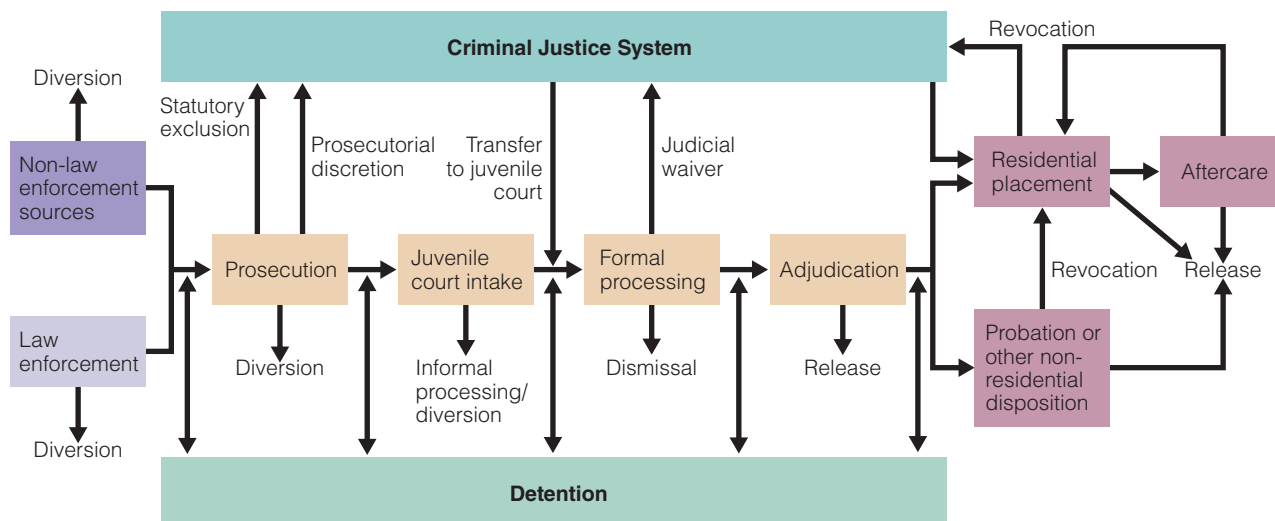 Criminal Justice System
Revocation
Diversion
Statutory
exclusion
Prosecutorial
discretion
Transfer
to juvenile
court
Judicial
waiver
Non-law
enforcement
sources
Residential
placement
Aftercare
Prosecution
Juvenile
court intake
Formal
processing
Adjudication
Revocation
Release
Law
enforcement
Diversion
Informal
processing/
diversion
Dismissal
Release
Probation or
other non-
residential
disposition
Diversion
Detention